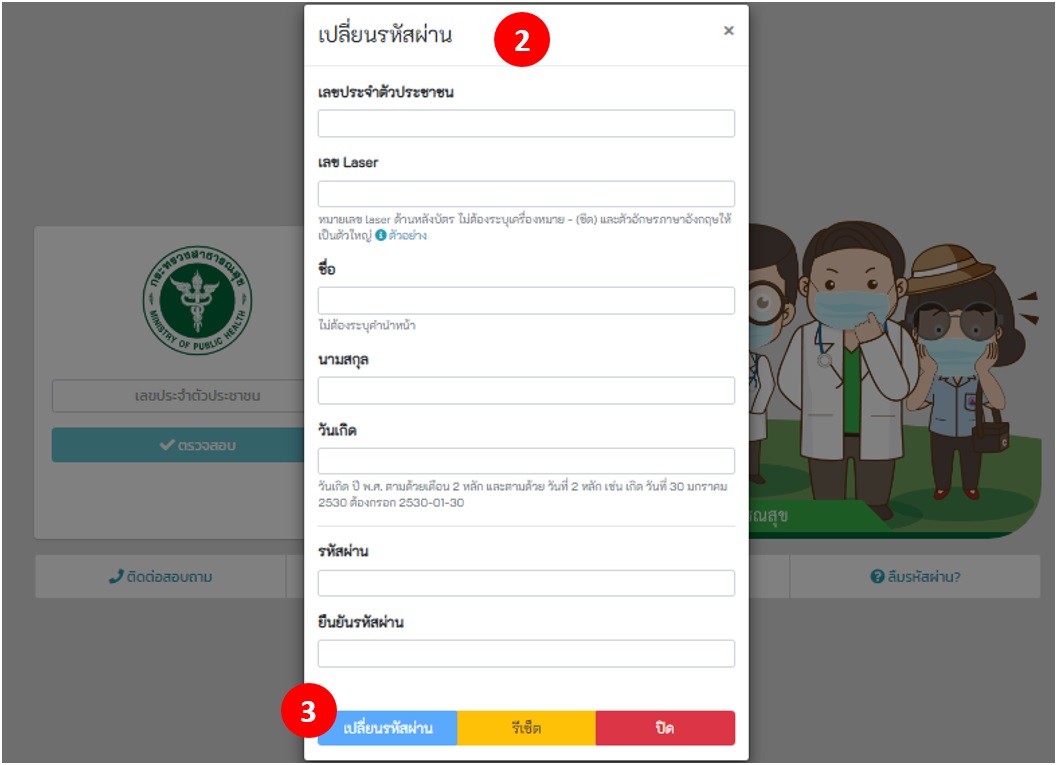 เปลี่ยนรหัสผ่าน
×
2
เลขประจำตัวประชาชน
เลข Laser
หมายเลข laser ด้านหลังบัตร ไม่ต้องระบุเครื่องหมาย - (ขีด) และตัวอักษรภาษาอังกฤษให้
เป็นตัวใหญ่ ตัวอย่าง
ชื่อ
ไม่ต้องระบุคำนำหน้า
นามสกุล
วันเกิด
วันเกิด ปี พ.ศ. ตามด้วยเดือน 2 หลัก และตามด้วย วันที่ 2 หลัก เช่น เกิด วันที่ 30 มกราคม
2530 ต้องกรอก 2530-01-30
รหัสผ่าน
ยืนยันรหัสผ่าน
3
เปลี่ยนรหัสผ่าน
รีเซ็ต
ปิด
กระทรวงสาธารณสุข
MINISTRY OF PUBLIC HEALTH
เลขประจำตัวประชาชน
ตรวจสอบ
ติดต่อสอบถาม
ลืมรหัสผ่าน?